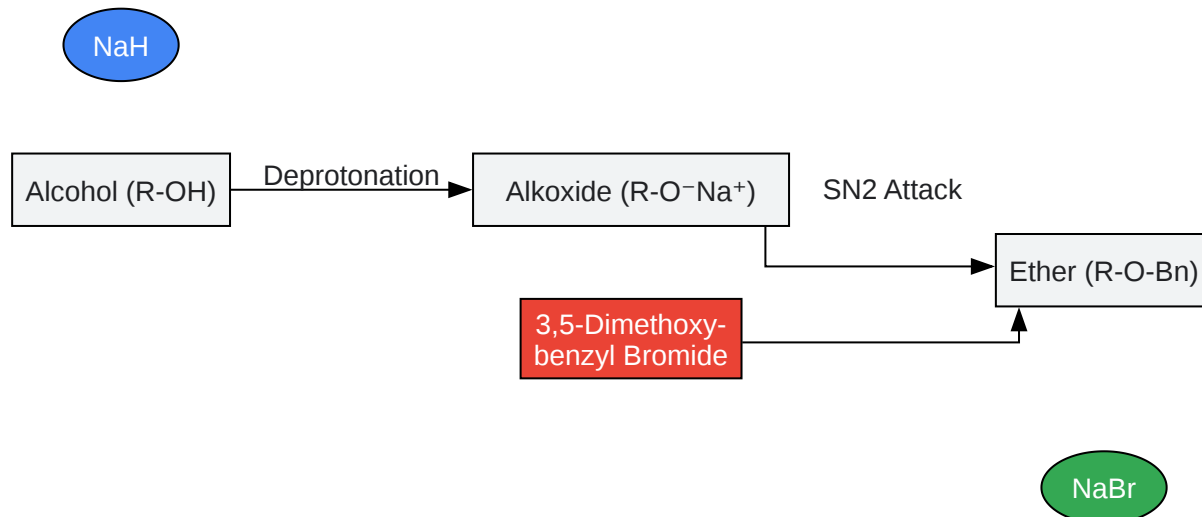 NaH
Alcohol (R-OH)
Deprotonation
Alkoxide (R-O⁻Na⁺)
SN2 Attack
Ether (R-O-Bn)
3,5-Dimethoxy-
benzyl Bromide
NaBr